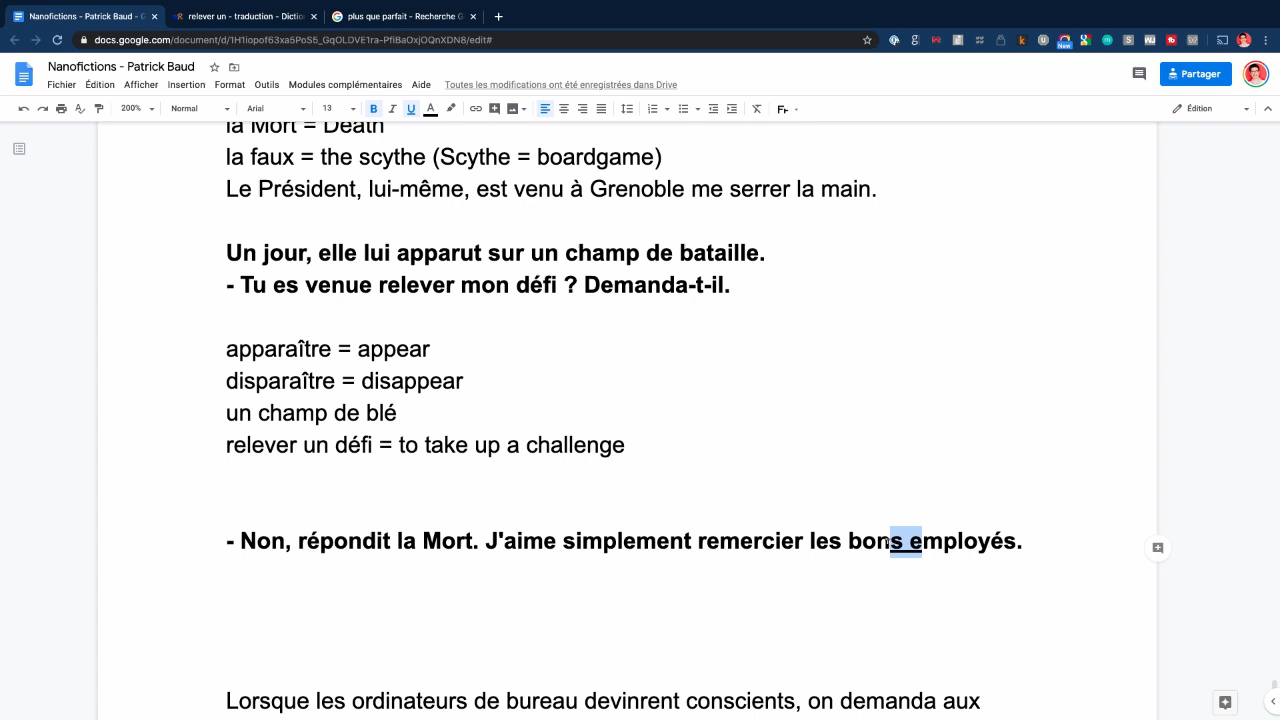 Nanofictions - Patrick Baud - G
relever un - traduction - Dictio
plus que parfait - Recherche G
docs.google.com/document/d/1H1iopof63xa5PoS5_GqOLDVE1ra-PfiBaOxjOQnXDN8/edit#
Nanofictions - Patrick Baud
Fichier Édition Afficher Insertion Format Outils Modules complémentaires Aide Toutes les modifications ont été enregistrées dans Drive
Partager
200% Normal Arial 13 Édition
la Mort = Death
la faux = the scythe (Scythe = boardgame)
Le Président, lui-même, est venu à Grenoble me serrer la main.
Un jour, elle lui apparut sur un champ de bataille.
- Tu es venue relever mon défi ? Demanda-t-il.
apparaître = appear
disparaître = disappear
un champ de blé
relever un défi = to take up a challenge
- Non, répondit la Mort. J'aime simplement remercier les bons employés.
Lorsque les ordinateurs de bureau devinrent conscients, on demanda aux